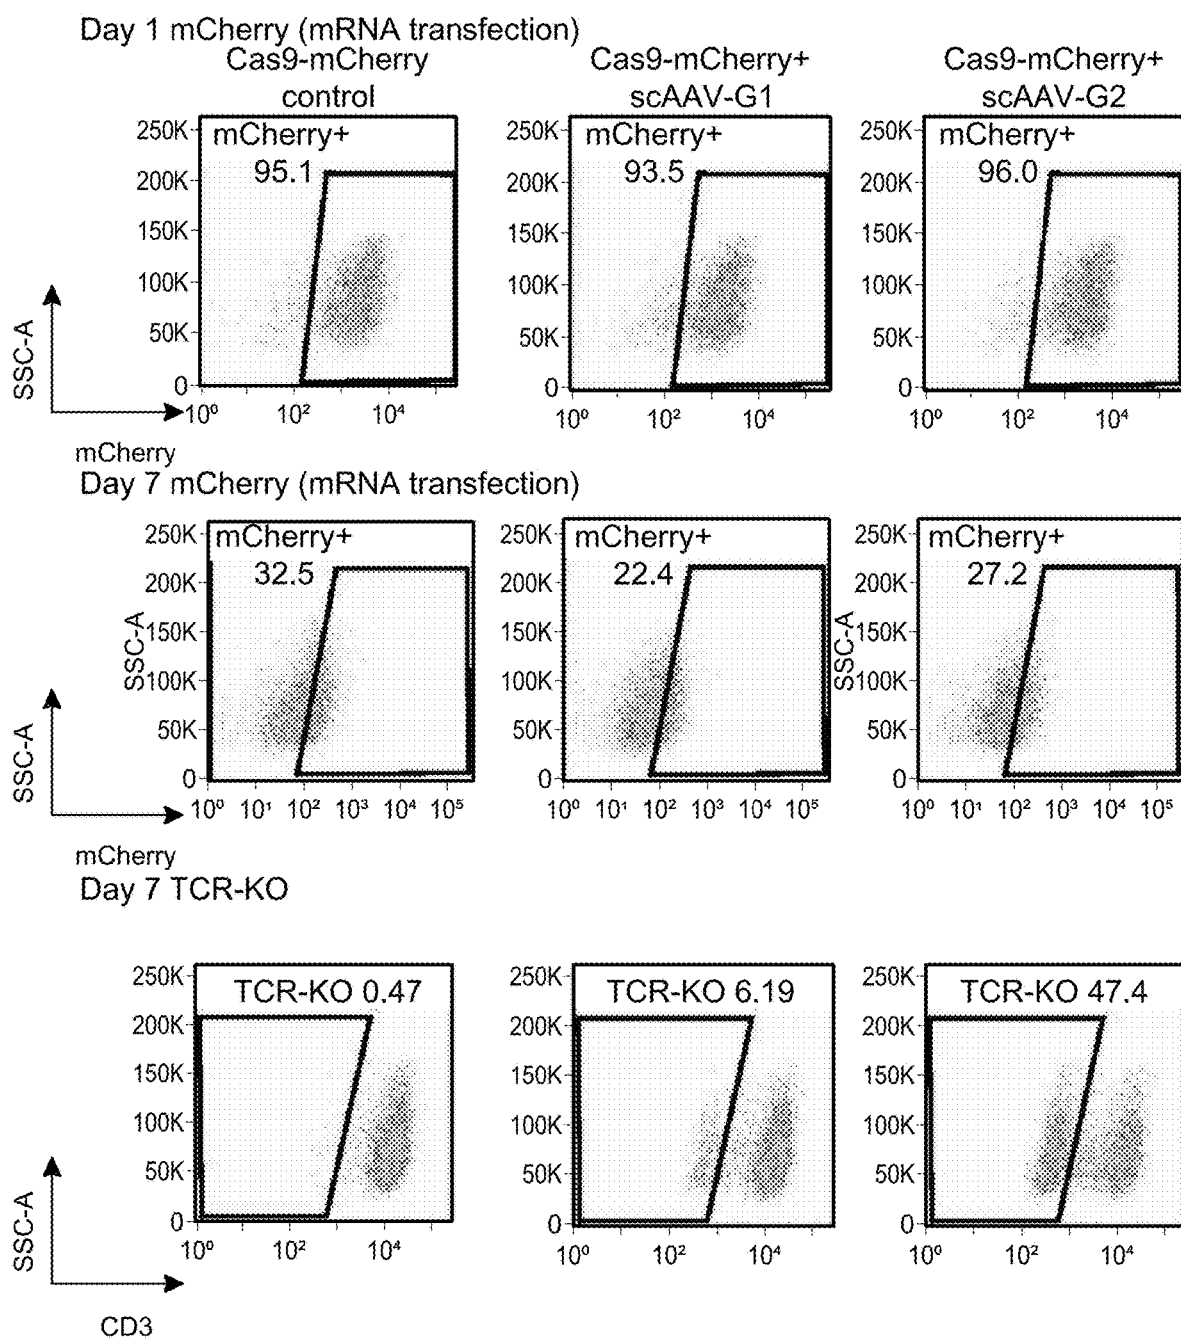 Day 1 mCherry (mRNA transfection)
Cas9-mCherry control
Cas9-mCherry+ scAAV-G1
Cas9-mCherry+ scAAV-G2
mCherry+
95.1
250K
200K
150K
100K
50K
0
10⁰ 10² 10⁴
mCherry+
93.5
250K
200K
150K
100K
50K
0
10⁰ 10² 10⁴
mCherry+
96.0
250K
200K
150K
100K
50K
0
10⁰ 10² 10⁴
SSC-A
mCherry
Day 7 mCherry (mRNA transfection)
mCherry+
32.5
250K
200K
150K
100K
50K
0
SSC-A
10⁰ 10¹ 10² 10³ 10⁴ 10⁵
mCherry+
22.4
250K
200K
150K
100K
50K
0
10⁰ 10¹ 10² 10³ 10⁴ 10⁵
mCherry+
27.2
250K
200K
150K
100K
50K
0
SSC-A
10⁰ 10¹ 10² 10³ 10⁴ 10⁵
SSC-A
mCherry
Day 7 TCR-KO
TCR-KO 0.47
250K
200K
150K
100K
50K
0
10⁰ 10² 10⁴
TCR-KO 6.19
250K
200K
150K
100K
50K
0
10⁰ 10² 10⁴
TCR-KO 47.4
250K
200K
150K
100K
50K
0
10⁰ 10² 10⁴
SSC-A
CD3